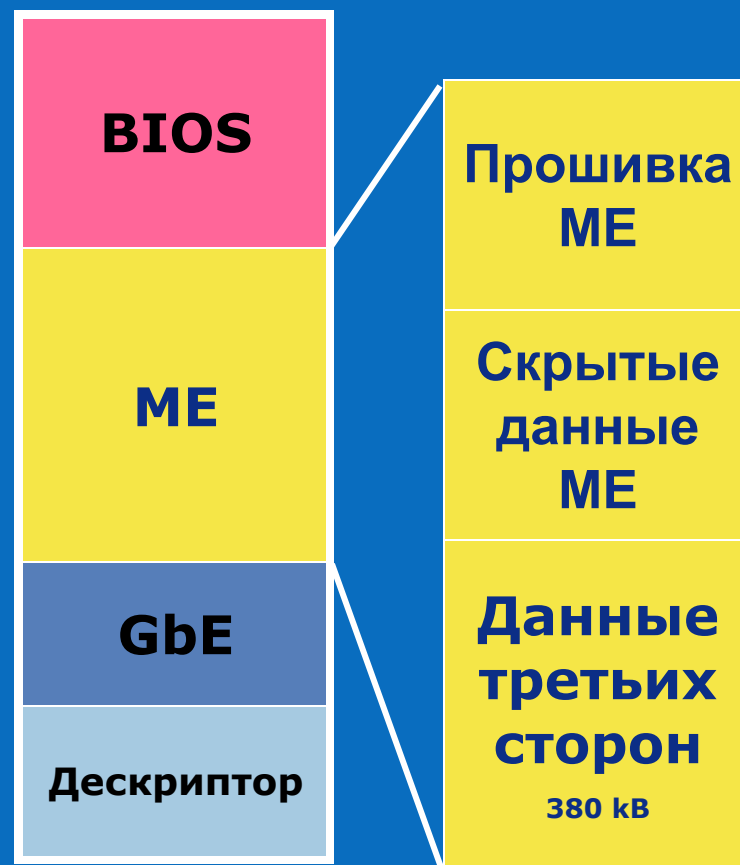 BIOS
ME
GbE
Дескриптор
Прошивка
ME
Скрытые
данные
ME
Данные
третьих
сторон
380 kB